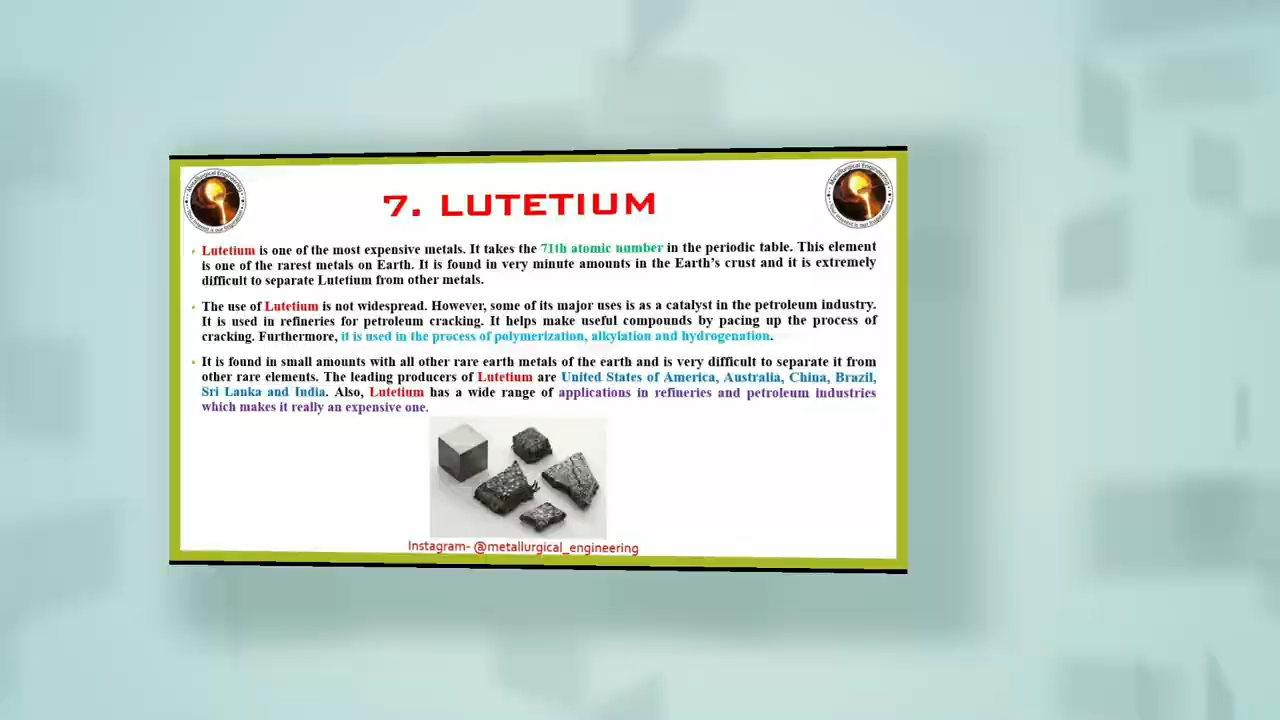 7. LUTETIUM
Lutetium is one of the most expensive metals. It takes the 71th atomic number in the periodic table. This element
is one of the rarest metals on Earth. It is found in very minute amounts in the Earth's crust and it is extremely
difficult to separate Lutetium from other metals.
The use of Lutetium is not widespread. However, some of its major uses is as a catalyst in the petroleum industry.
It is used in refineries for petroleum cracking. It helps make useful compounds by pacing up the process of
cracking. Furthermore, it is used in the process of polymerization, alkylation and hydrogenation.
It is found in small amounts with all other rare earth metals of the earth and is very difficult to separate it from
other rare elements. The leading producers of Lutetium are United States of America, Australia, China, Brazil,
Sri Lanka and India. Also, Lutetium has a wide range of applications in refineries and petroleum industries
which makes it really an expensive one.
Instagram- @metallurgical_engineering
Metallurgical Engineering
Metallurgical Engineering